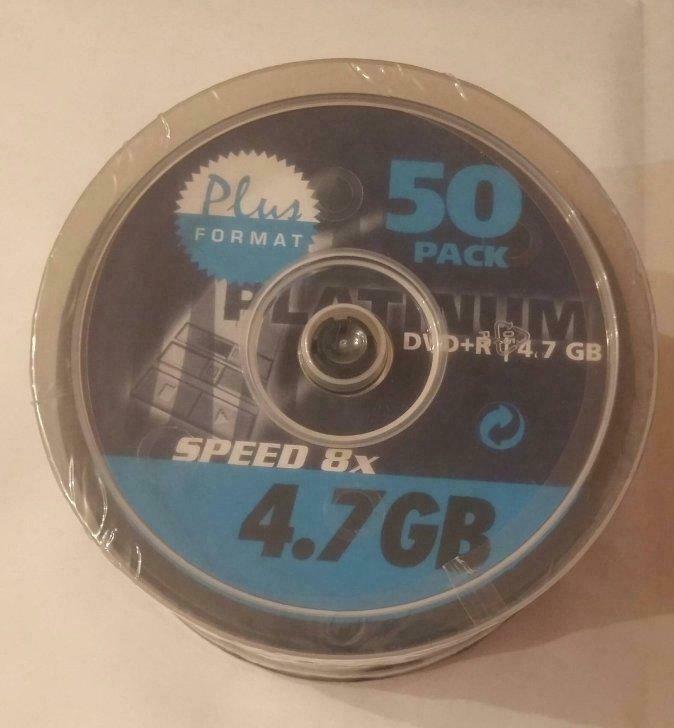 Plus
FORMAT
50
PACK
PLATINUM
DVD+R 4.7 GB
SPEED 8x
4.7GB